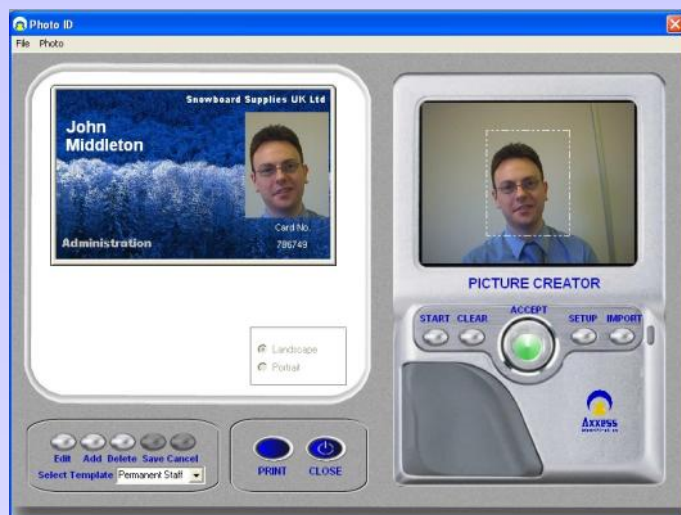 Photo ID
File Photo
Snowboard Supplies UK Ltd
John
Middleton
Card No.
786749
Administration
Landscape
Portrait
PICTURE CREATOR
START CLEAR ACCEPT SETUP IMPORT
Axxess
Edit Add Delete Save Cancel
Select Template Permanent Staff
PRINT CLOSE